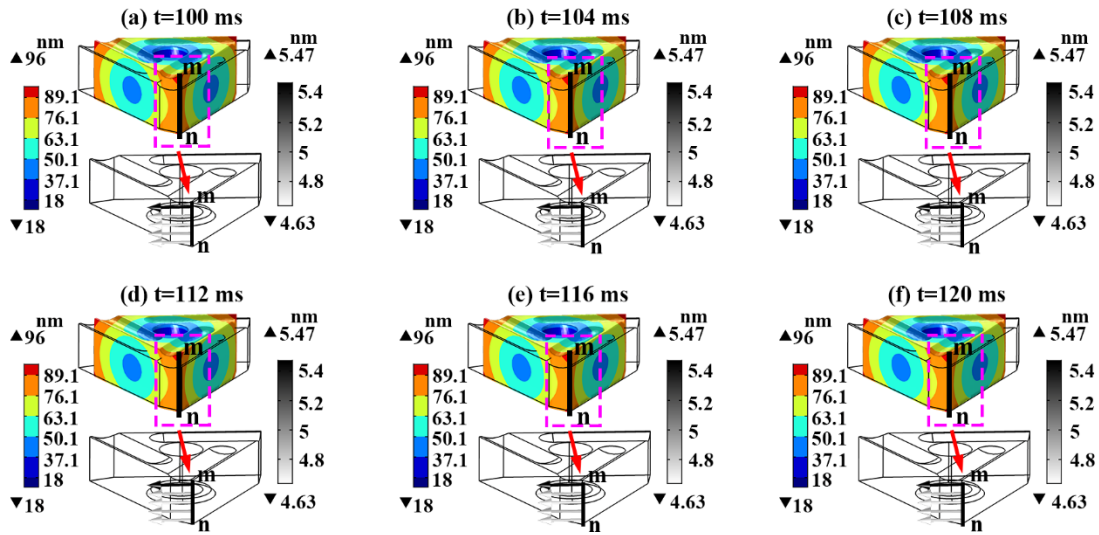 (a) t=100 ms
nm
▲96
89.1
76.1
63.1
50.1
37.1
18
▼18
m
n
m
n
nm
▲5.47
5.4
5.2
5
4.8
▼4.63
(b) t=104 ms
nm
▲96
89.1
76.1
63.1
50.1
37.1
18
▼18
m
n
m
n
nm
▲5.47
5.4
5.2
5
4.8
▼4.63
(c) t=108 ms
nm
▲96
89.1
76.1
63.1
50.1
37.1
18
▼18
m
n
m
n
nm
▲5.47
5.4
5.2
5
4.8
▼4.63
(d) t=112 ms
nm
▲96
89.1
76.1
63.1
50.1
37.1
18
▼18
m
n
m
n
nm
▲5.47
5.4
5.2
5
4.8
▼4.63
(e) t=116 ms
nm
▲96
89.1
76.1
63.1
50.1
37.1
18
▼18
m
n
m
n
nm
▲5.47
5.4
5.2
5
4.8
▼4.63
(f) t=120 ms
nm
▲96
89.1
76.1
63.1
50.1
37.1
18
▼18
m
n
m
n
nm
▲5.47
5.4
5.2
5
4.8
▼4.63